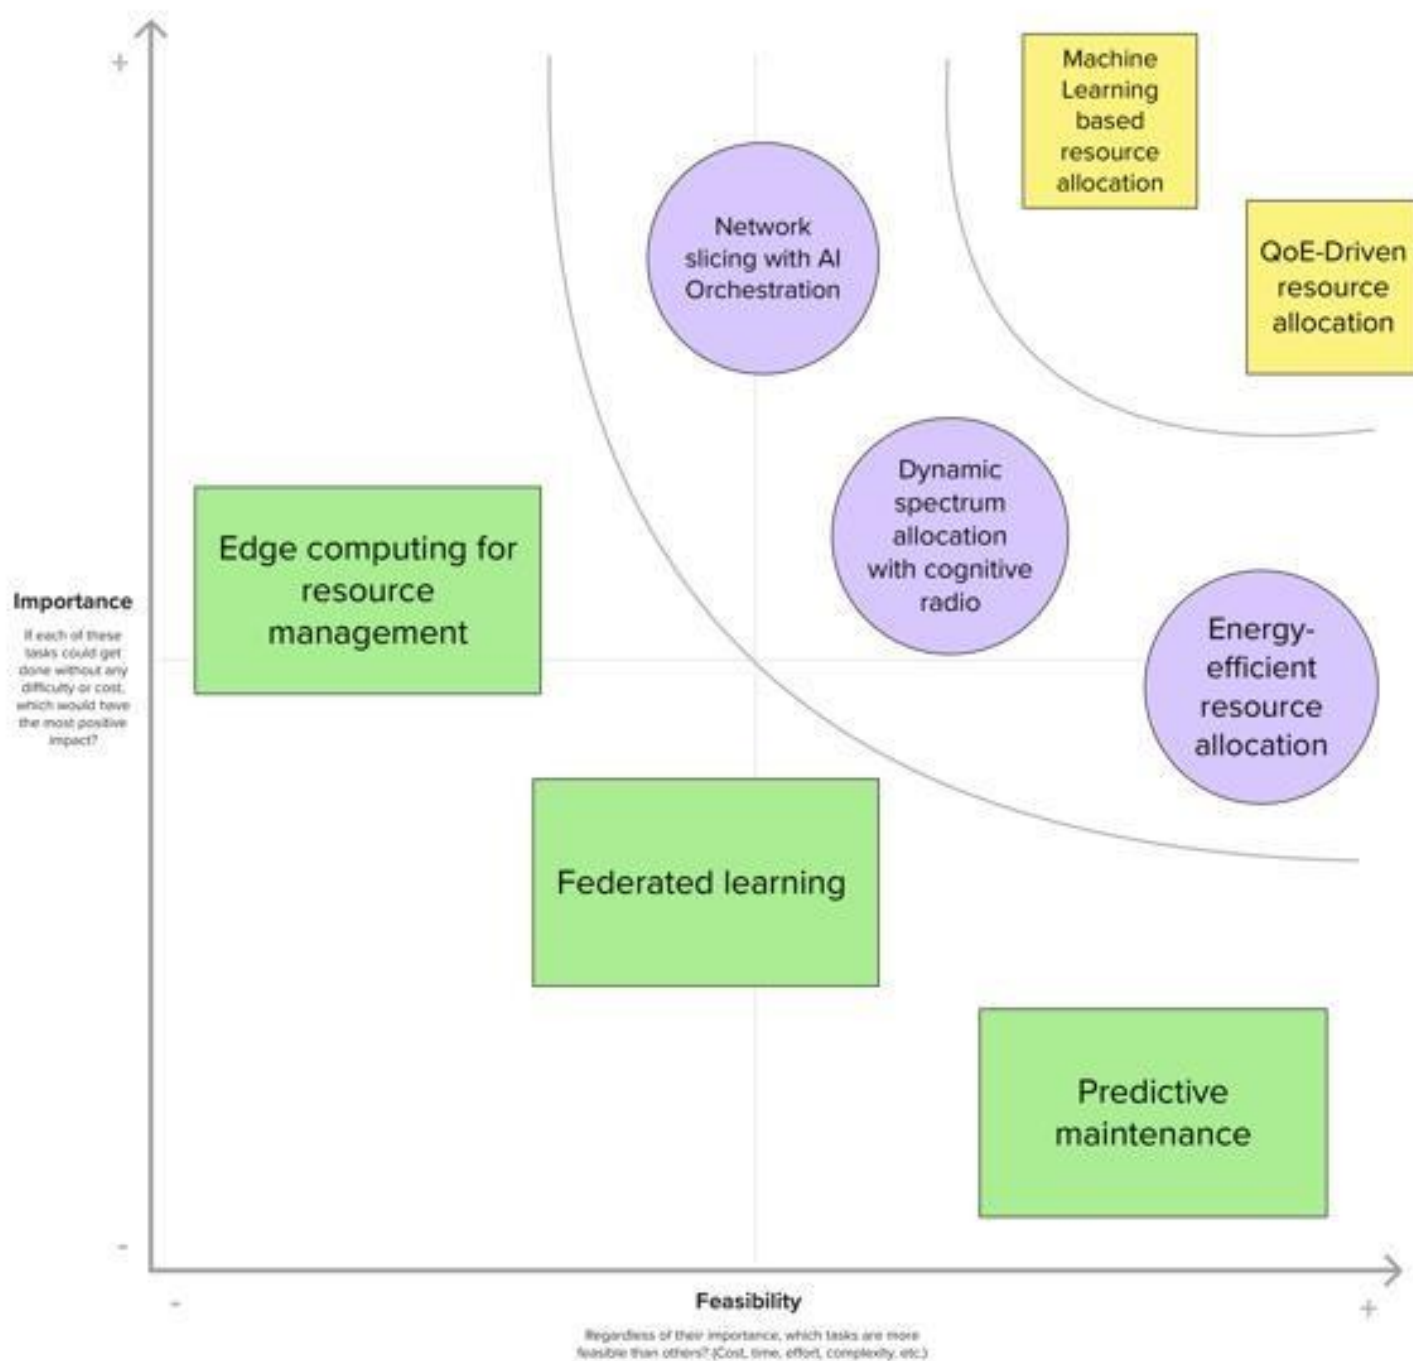 +
Machine
Learning
based
resource
allocation
Network
slicing with AI
Orchestration
QoE-Driven
resource
allocation
Dynamic
spectrum
allocation
with cognitive
radio
Edge computing for
resource
management
Importance
If each of these
tasks could get
done without any
difficulty or cost,
which would have
the most positive
impact?
Energy-
efficient
resource
allocation
Federated learning
Predictive
maintenance
-
-
Feasibility
+
Regardless of their importance, which tasks are more
feasible than others? (Cost, time, effort, complexity, etc.)